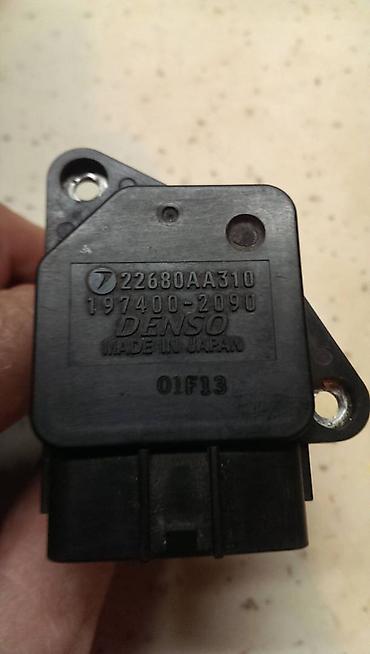 22680AA310
197400-2090
DENSO
MADE IN JAPAN
01F13